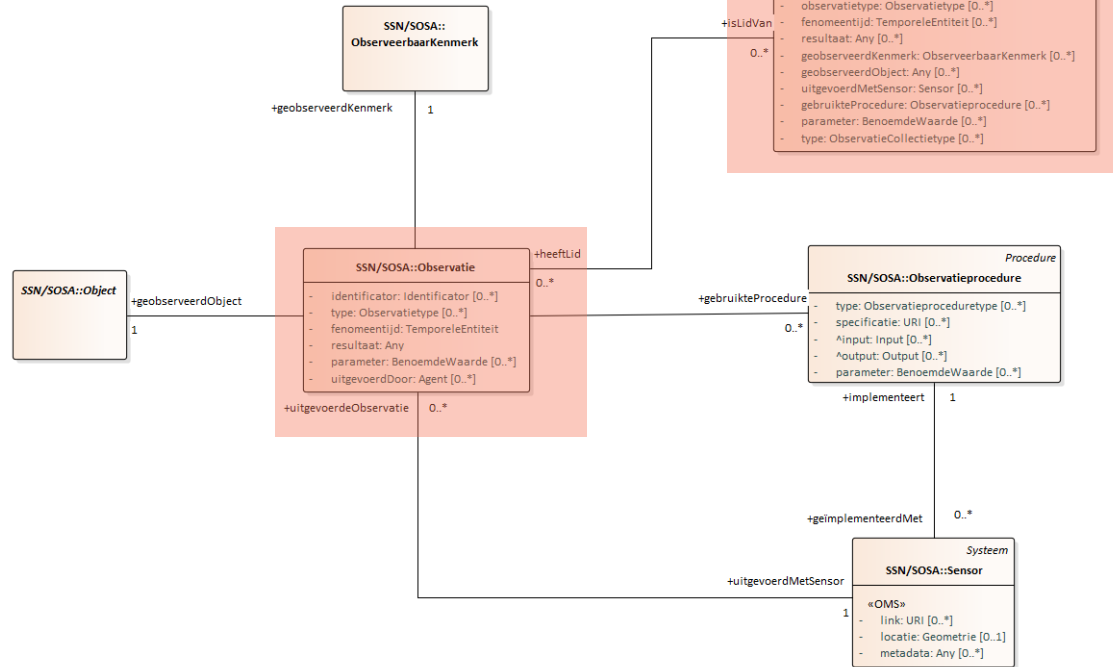 SSN/SOSA::
ObserveerbaarKenmerk
+geobserveerdKenmerk
1
+isLidVan
0..*
- observatietype: Observatietype [0..*]
- fenomeentijd: TemporeleEntiteit [0..*]
- resultaat: Any [0..*]
- geobserveerdKenmerk: ObserveerbaarKenmerk [0..*]
- geobserveerdObject: Any [0..*]
- uitgevoerdMetSensor: Sensor [0..*]
- gebruikteProcedure: Observatieprocedure [0..*]
- parameter: BenoemdeWaarde [0..*]
- type: ObservatieCollectietype [0..*]
SSN/SOSA::Object
+geobserveerdObject
1
SSN/SOSA::Observatie
- identificator: Identificator [0..*]
- type: Observatietype [0..*]
- fenomeentijd: TemporeleEntiteit
- resultaat: Any
- parameter: BenoemdeWaarde [0..*]
- uitgevoerdDoor: Agent [0..*]
+heeftLid
0..*
+gebruikteProcedure
0..*
Procedure
SSN/SOSA::Observatieprocedure
- type: Observatieproceduretype [0..*]
- specificatie: URI [0..*]
- ^input: Input [0..*]
- ^output: Output [0..*]
- parameter: BenoemdeWaarde [0..*]
+uitgevoerdeObservatie
0..*
+implementeert
1
+geïmplementeerdMet
0..*
+uitgevoerdMetSensor
1
Systeem
SSN/SOSA::Sensor
«OMS»
- link: URI [0..*]
- locatie: Geometrie [0..1]
- metadata: Any [0..*]